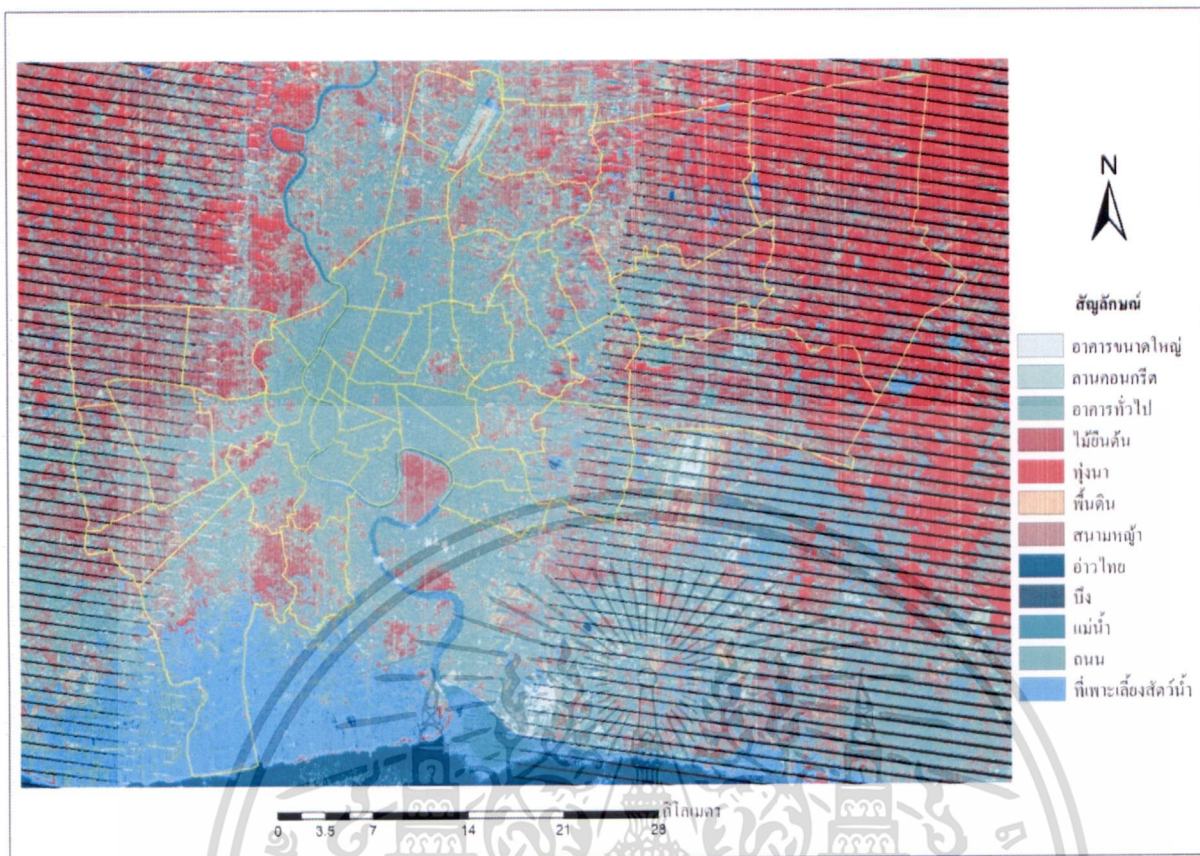 N
สัญลักษณ์
อาคารขนาดใหญ่
ลานคอนกรีต
อาคารทั่วไป
ไม้ยืนต้น
ทุ่งนา
พื้นดิน
สนามหญ้า
อ่าวไทย
บึง
แม่น้ำ
ถนน
ที่เพาะเลี้ยงสัตว์น้ำ
กิโลเมตร
0 3.5 7 14 21 28